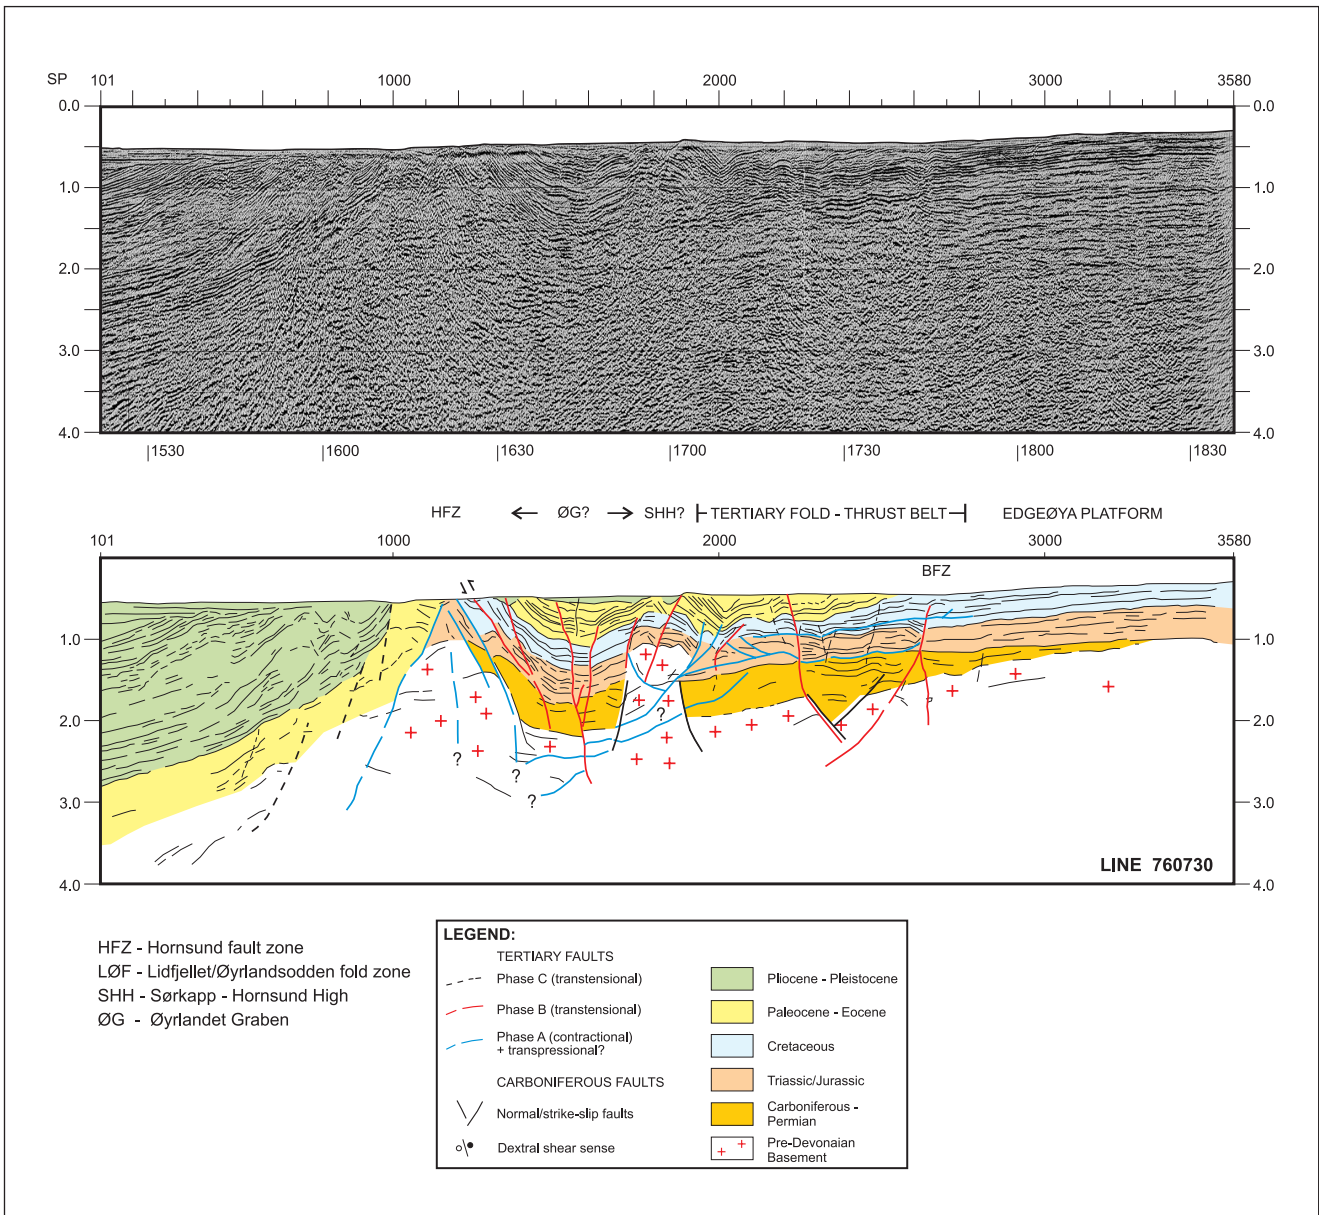 SP 101 1000 2000 3000 3580
0.0 0.0
1.0 1.0
2.0 2.0
3.0 3.0
4.0 4.0
|1530 |1600 |1630 |1700 |1730 |1800 |1830
HFZ ØG? SHH? TERTIARY FOLD - THRUST BELT EDGEØYA PLATFORM
101 1000 2000 3000 3580
BFZ
1.0 1.0
2.0 ? 2.0
? ?
3.0 ? 3.0
LINE 760730
4.0 4.0
HFZ - Hornsund fault zone
LØF - Lidfjellet/Øyrlandsodden fold zone
SHH - Sørkapp - Hornsund High
ØG - Øyrlandet Graben
LEGEND:
TERTIARY FAULTS
Phase C (transtensional)
Phase B (transtensional)
Phase A (contractional)
+ transpressional?
CARBONIFEROUS FAULTS
Normal/strike-slip faults
Dextral shear sense
Pliocene - Pleistocene
Paleocene - Eocene
Cretaceous
Triassic/Jurassic
Carboniferous -
Permian
Pre-Devonaian
Basement